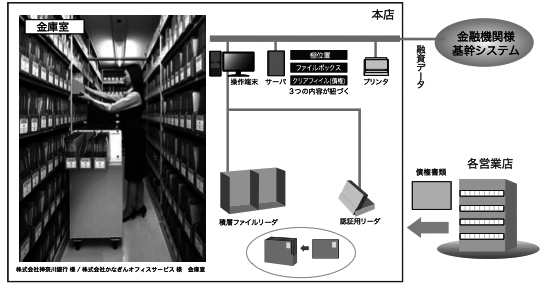 金庫室
本店
金融機関様
基幹システム
融資データ
棚位置
ファイルボックス
クリアファイル(債権)
3つの内容が紐づく
操作端末
サーバ
プリンタ
積層ファイルリーダ
認証用リーダ
各営業店
債権書類
株式会社神奈川銀行 様 / 株式会社かなぎんオフィスサービス 様　金庫室